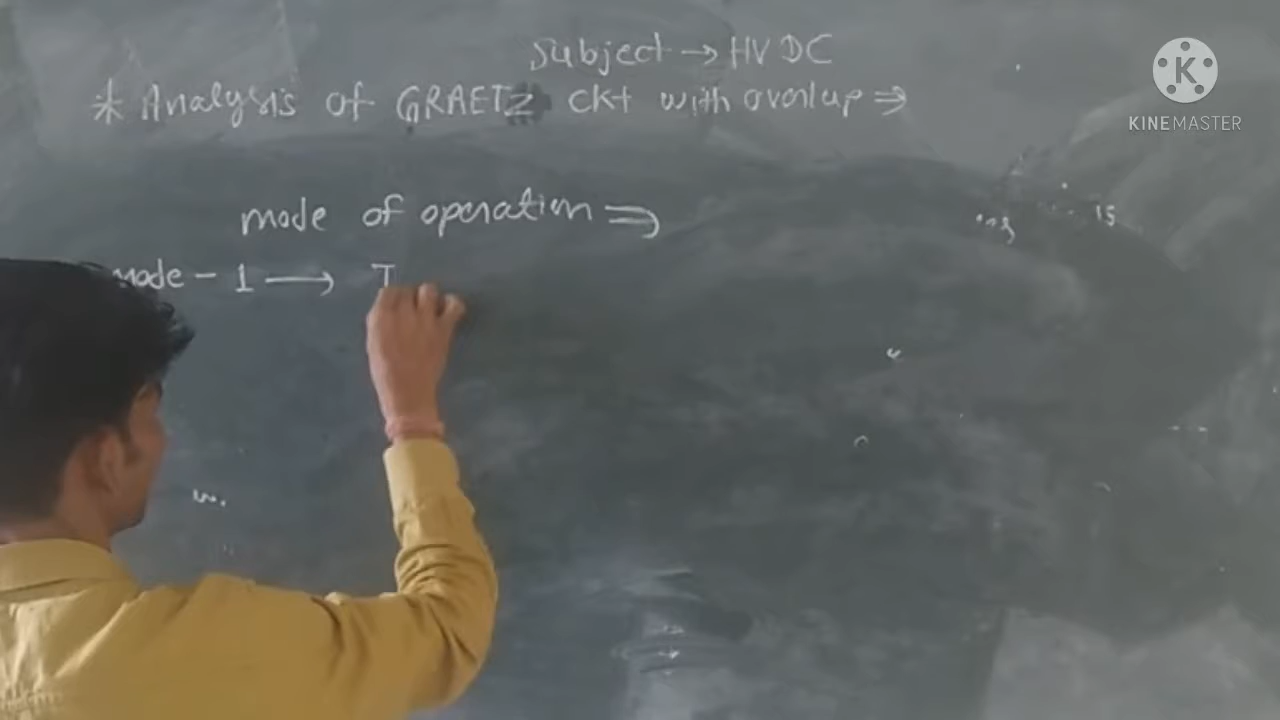 Subject → HVDC
* Analysis of GRAETZ ckt with overlap ⇒
mode of operation ⇒
mode - 1 → T
KINEMASTER